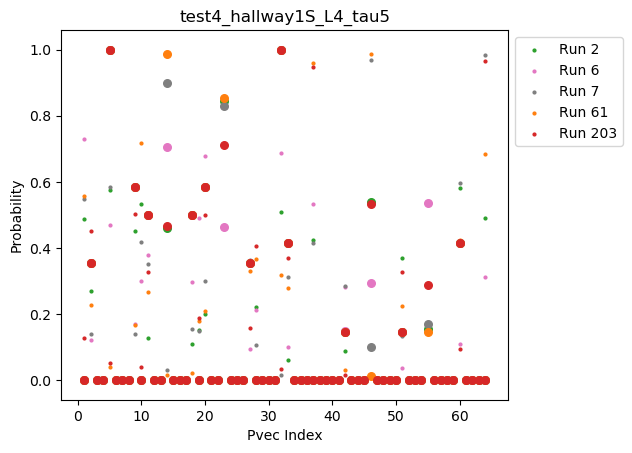 test4_hallway1S_L4_tau5
1.0
0.8
0.6
0.4
0.2
0.0
Probability
0 10 20 30 40 50 60
Pvec Index
Run 2
Run 6
Run 7
Run 61
Run 203